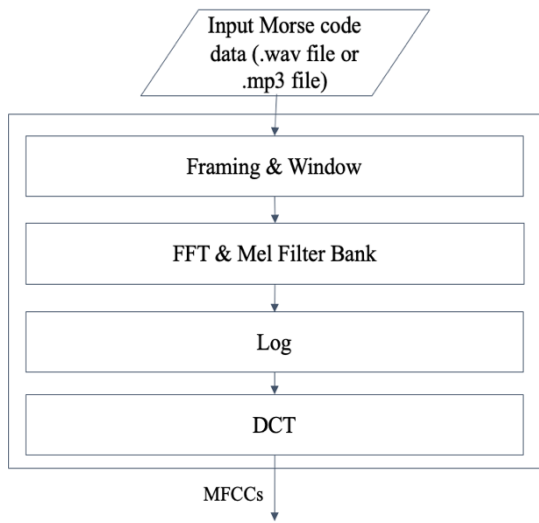 Input Morse code
data (.wav file or
.mp3 file)
Framing & Window
FFT & Mel Filter Bank
Log
DCT
MFCCs